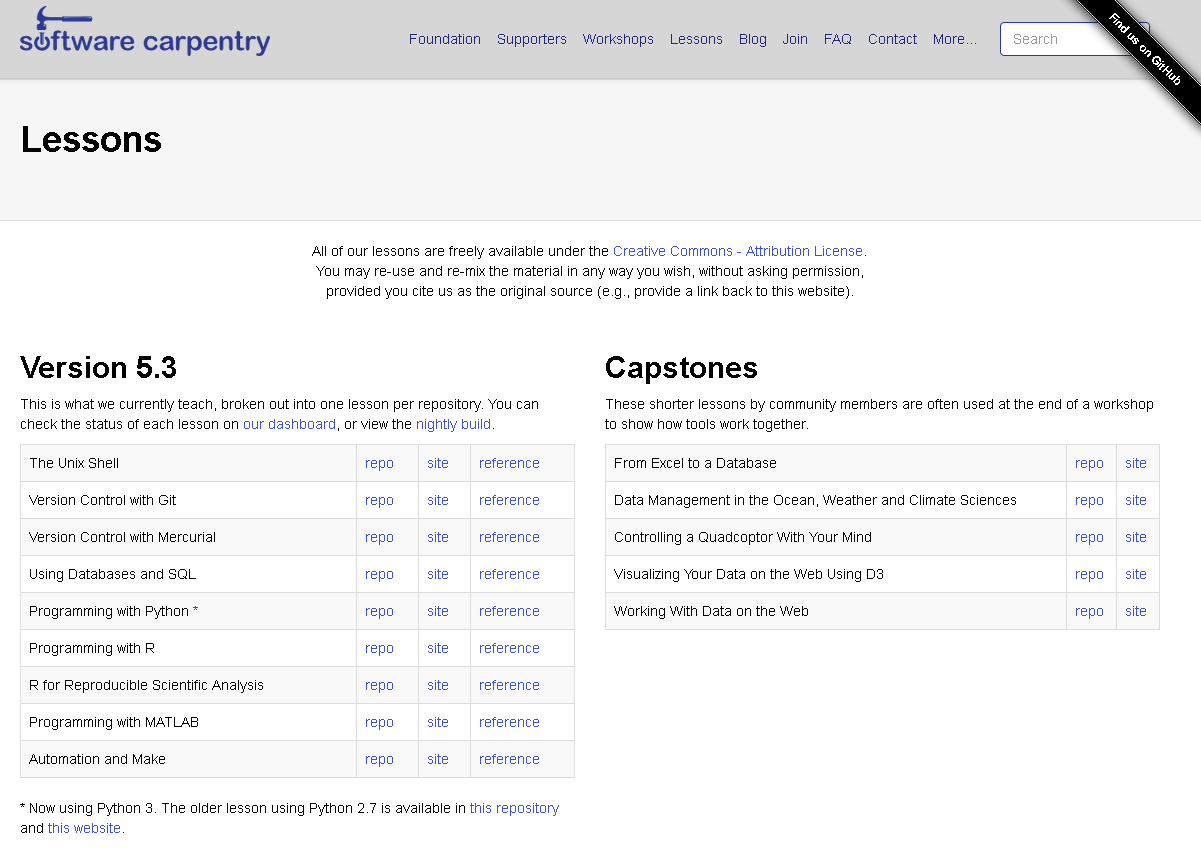 software carpentry
Foundation Supporters Workshops Lessons Blog Join FAQ Contact More... Search
Find us on GitHub
Lessons
All of our lessons are freely available under the Creative Commons - Attribution License.
You may re-use and re-mix the material in any way you wish, without asking permission,
provided you cite us as the original source (e.g., provide a link back to this website).
Version 5.3
This is what we currently teach, broken out into one lesson per repository. You can
check the status of each lesson on our dashboard, or view the nightly build.
The Unix Shell repo site reference
Version Control with Git repo site reference
Version Control with Mercurial repo site reference
Using Databases and SQL repo site reference
Programming with Python * repo site reference
Programming with R repo site reference
R for Reproducible Scientific Analysis repo site reference
Programming with MATLAB repo site reference
Automation and Make repo site reference
* Now using Python 3. The older lesson using Python 2.7 is available in this repository
and this website.
Capstones
These shorter lessons by community members are often used at the end of a workshop
to show how tools work together.
From Excel to a Database repo site
Data Management in the Ocean, Weather and Climate Sciences repo site
Controlling a Quadcoptor With Your Mind repo site
Visualizing Your Data on the Web Using D3 repo site
Working With Data on the Web repo site